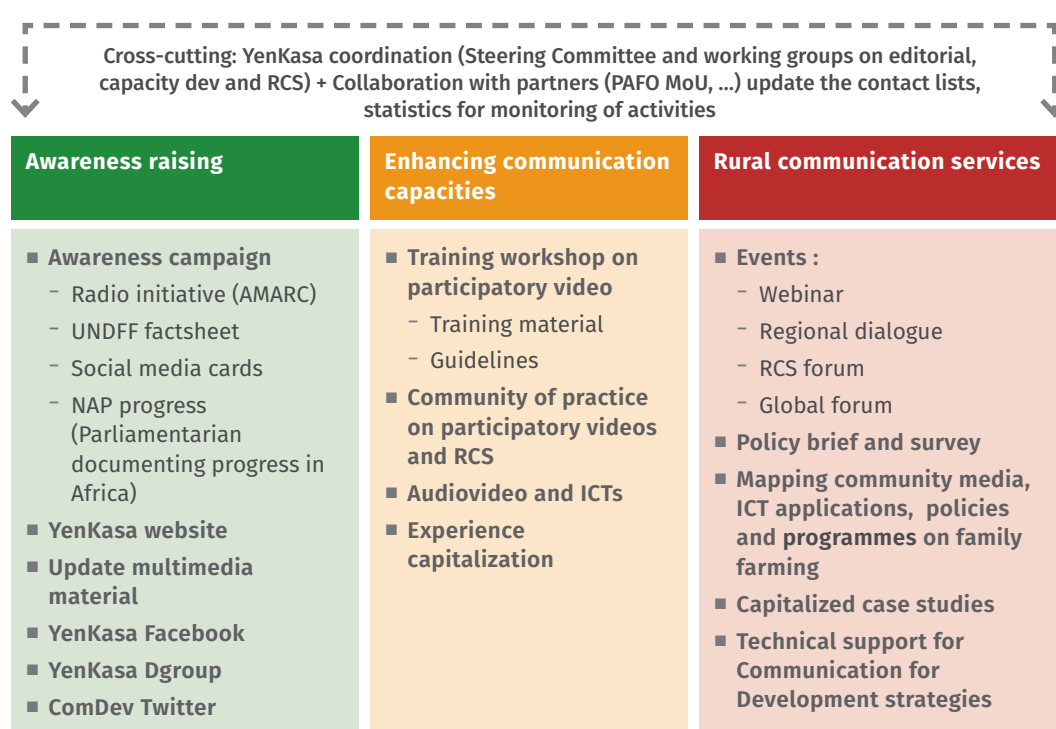 Cross-cutting: YenKasa coordination (Steering Committee and working groups on editorial,
capacity dev and RCS) + Collaboration with partners (PAFO MoU, ...) update the contact lists,
statistics for monitoring of activities
Awareness raising
■ Awareness campaign
– Radio initiative (AMARC)
– UNDFF factsheet
– Social media cards
– NAP progress
(Parliamentarian
documenting progress in
Africa)
■ YenKasa website
■ Update multimedia
material
■ YenKasa Facebook
■ YenKasa Dgroup
■ ComDev Twitter
Enhancing communication
capacities
■ Training workshop on
participatory video
– Training material
– Guidelines
■ Community of practice
on participatory videos
and RCS
■ Audiovideo and ICTs
■ Experience
capitalization
Rural communication services
■ Events :
– Webinar
– Regional dialogue
– RCS forum
– Global forum
■ Policy brief and survey
■ Mapping community media,
ICT applications, policies
and programmes on family
farming
■ Capitalized case studies
■ Technical support for
Communication for
Development strategies